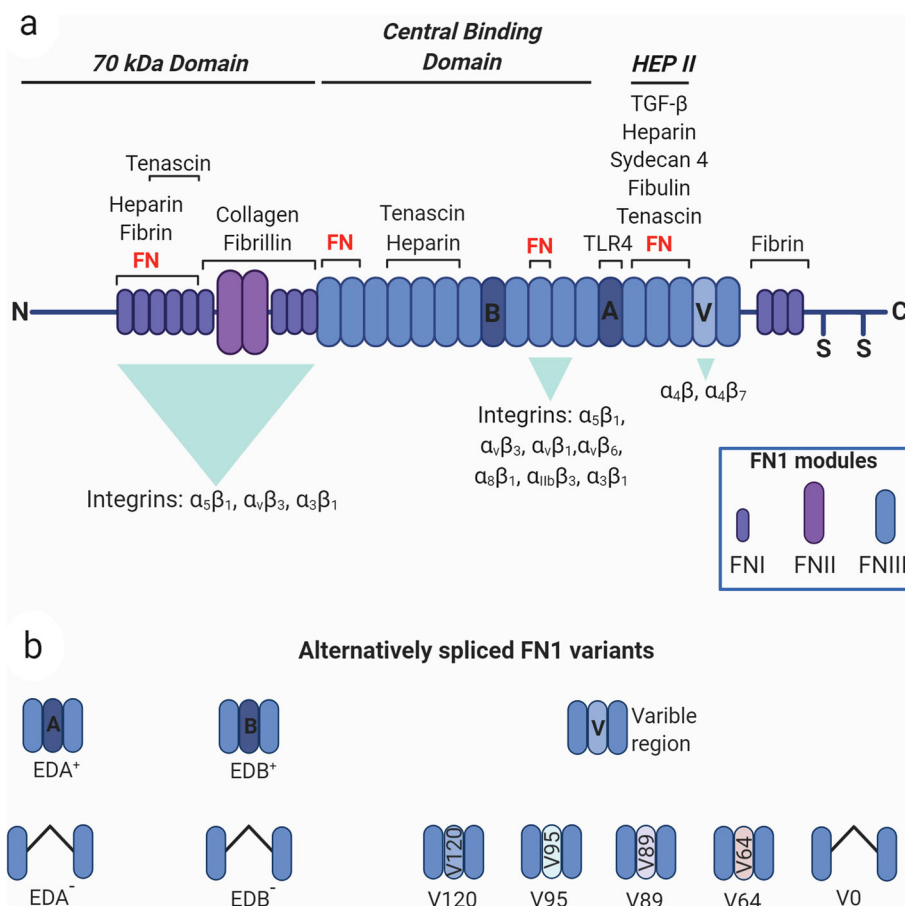 a
70 kDa Domain
Central Binding
Domain
HEP II
TGF-β
Heparin
Sydecan 4
Fibulin
Tenascin
FN
Tenascin
Heparin
Fibrin
FN
Collagen
Fibrillin
FN
Tenascin
Heparin
FN
TLR4
Fibrin
N
B
A
V
C
S
S
Integrins: α5β1, αvβ3, α3β1
Integrins: α5β1,
αvβ3, αvβ1,αvβ6,
α8β1, αIIbβ3, α3β1
α4β, α4β7
FN1 modules
FNI
FNII
FNIII
b
Alternatively spliced FN1 variants
A
EDA+
B
EDB+
V
Varible
region
EDA-
EDB-
V120
V95
V89
V64
V120
V95
V89
V64
V0